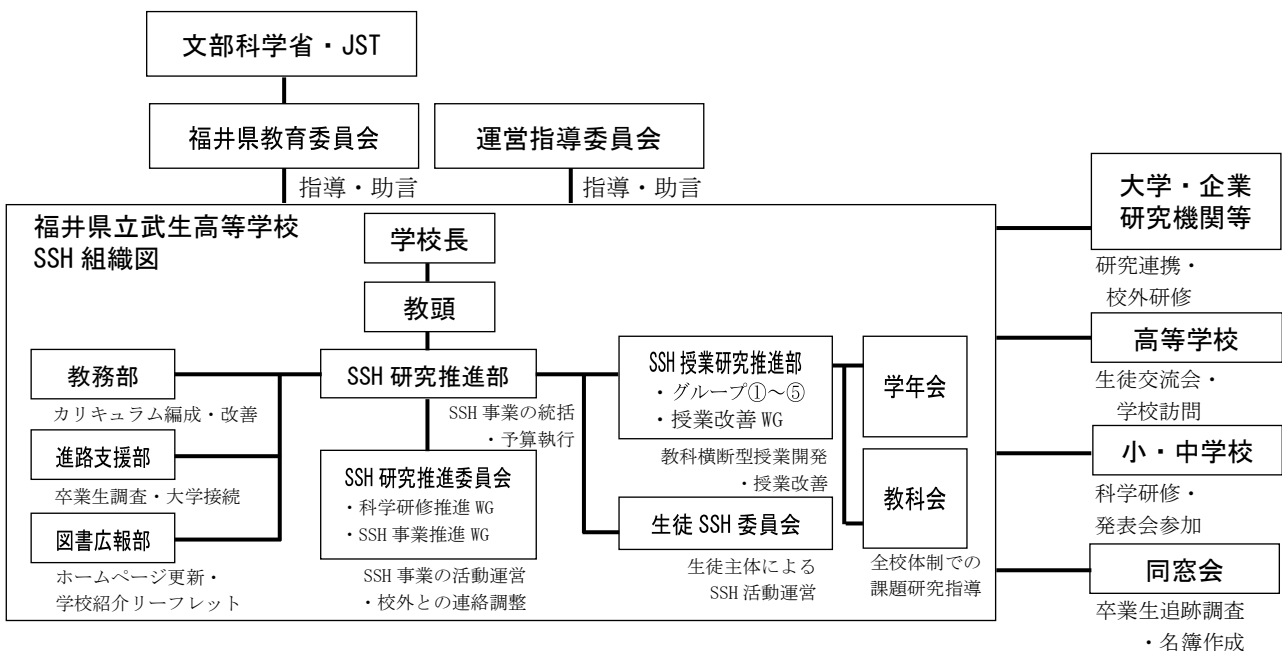 文部科学省・JST
福井県教育委員会
運営指導委員会
指導・助言
指導・助言
福井県立武生高等学校
SSH 組織図
学校長
教頭
教務部
カリキュラム編成・改善
進路支援部
卒業生調査・大学接続
図書広報部
ホームページ更新・
学校紹介リーフレット
SSH 研究推進部
SSH 事業の統括
・予算執行
SSH 研究推進委員会
・科学研修推進 WG
・SSH 事業推進 WG
SSH 事業の活動運営
・校外との連絡調整
SSH 授業研究推進部
・グループ①～⑤
・授業改善 WG
教科横断型授業開発
・授業改善
生徒 SSH 委員会
生徒主体による
SSH 活動運営
学年会
教科会
全校体制での
課題研究指導
大学・企業
研究機関等
研究連携・
校外研修
高等学校
生徒交流会・
学校訪問
小・中学校
科学研修・
発表会参加
同窓会
卒業生追跡調査
・名簿作成